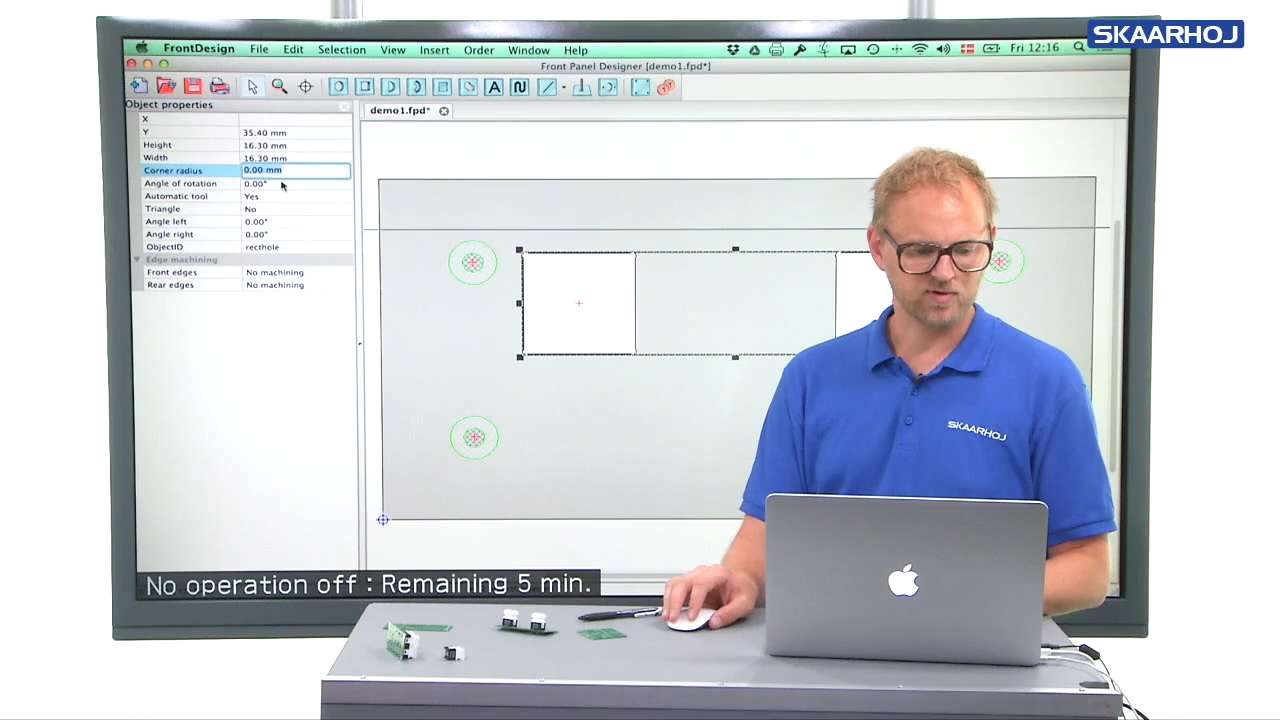 SKAARHOJ
FrontDesign File Edit Selection View Insert Order Window Help
Fri 12:16
Front Panel Designer [demo1.fpd*]
Object properties
demo1.fpd*
X
Y 35.40 mm
Height 16.30 mm
Width 16.30 mm
Corner radius 0.00 mm
Angle of rotation 0.00°
Automatic tool Yes
Triangle No
Angle left 0.00°
Angle right 0.00°
ObjectID recthole
Edge machining
Front edges No machining
Rear edges No machining
SKAARHOJ
No operation off : Remaining 5 min.